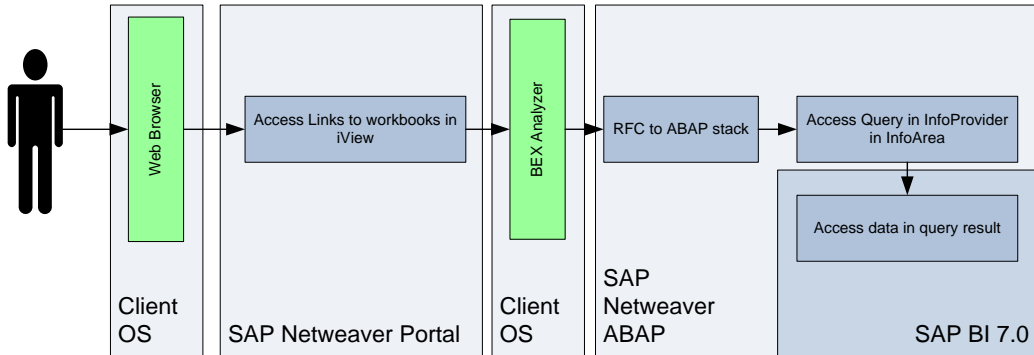 Web Browser
Access Links to workbooks in
iView
BEX Analyzer
RFC to ABAP stack
Access Query in InfoProvider
in InfoArea
Access data in query result
Client
OS
SAP Netweaver Portal
Client
OS
SAP
Netweaver
ABAP
SAP BI 7.0